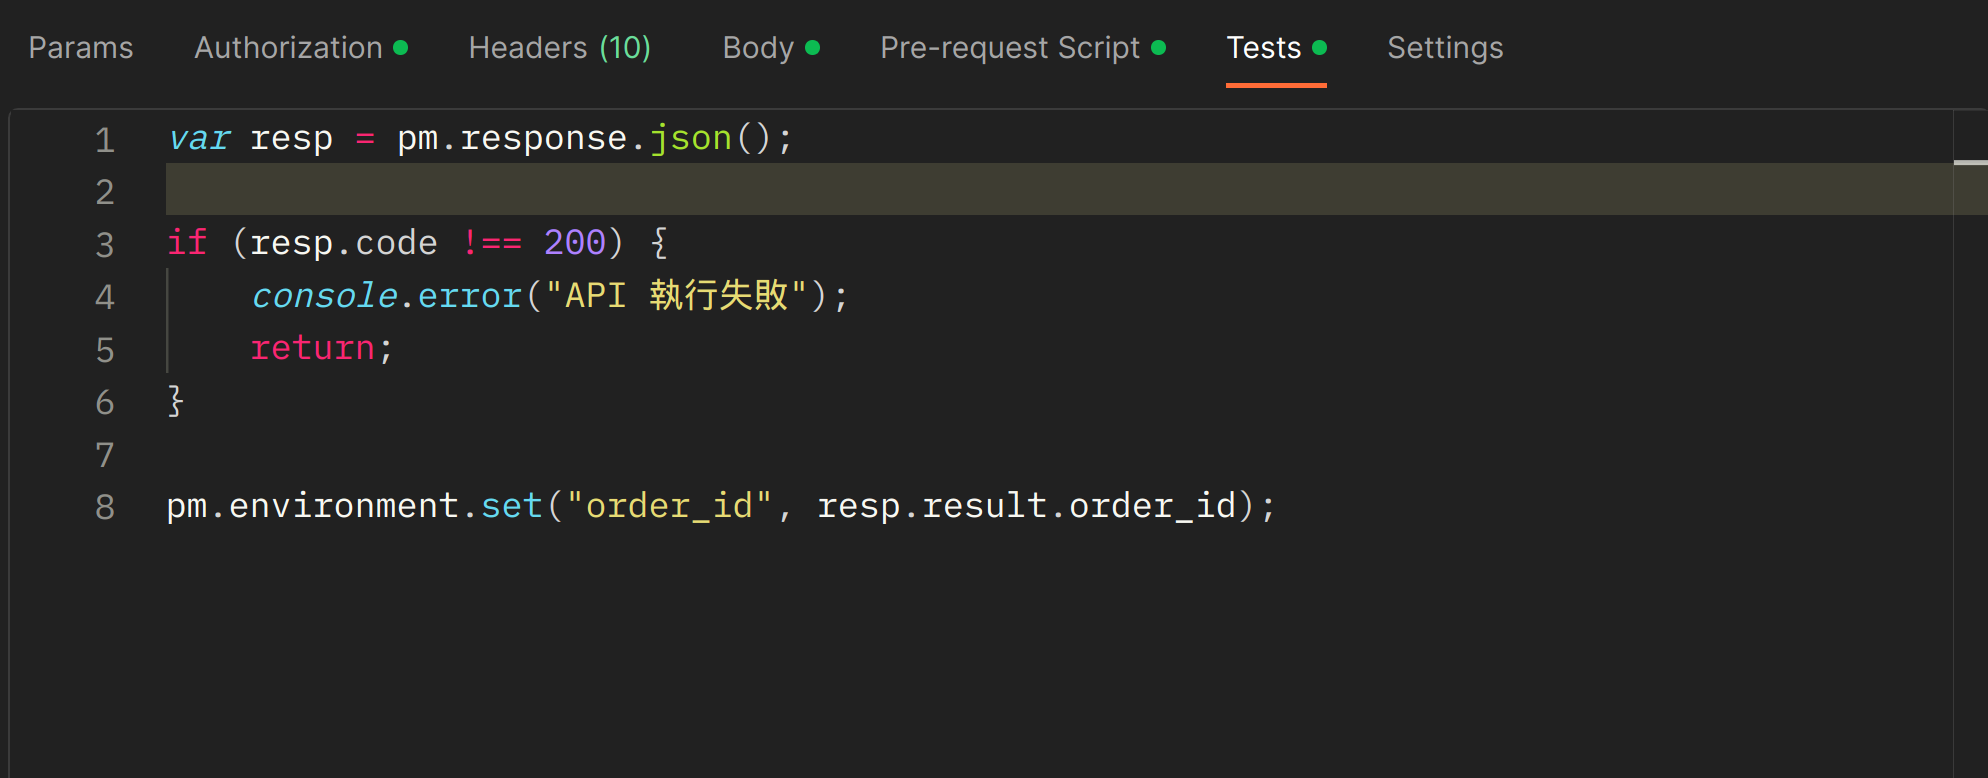 Params Authorization Headers (10) Body Pre-request Script Tests Settings
1 var resp = pm.response.json();
2
3 if (resp.code !== 200) {
4     console.error("API 執行失敗");
5     return;
6 }
7
8 pm.environment.set("order_id", resp.result.order_id);